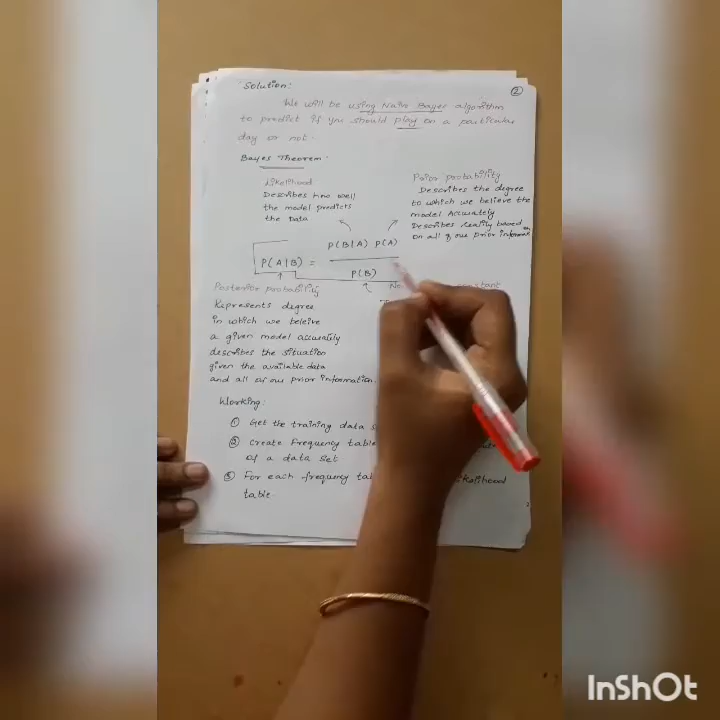 Solution:
②
We will be using Naive Bayes algorithm
to predict if you should play on a particular
day or not.
Bayes Theorem:
Likelihood
Describes how well
the model predicts
the Data
Prior probability
Describes the degree
to which we believe the
model Accurately
Describes reality based
on all of our prior information
P(A|B) = P(B|A) P(A)
P(B)
Posterior probability
Represents degree
in which we beleive
a given model accurately
describes the situation
given the available data
and all of our prior information.
constant
Working:
① Get the training data
② Create Frequency table
of a data set
③ For each frequency likelihood
table.
InShOt